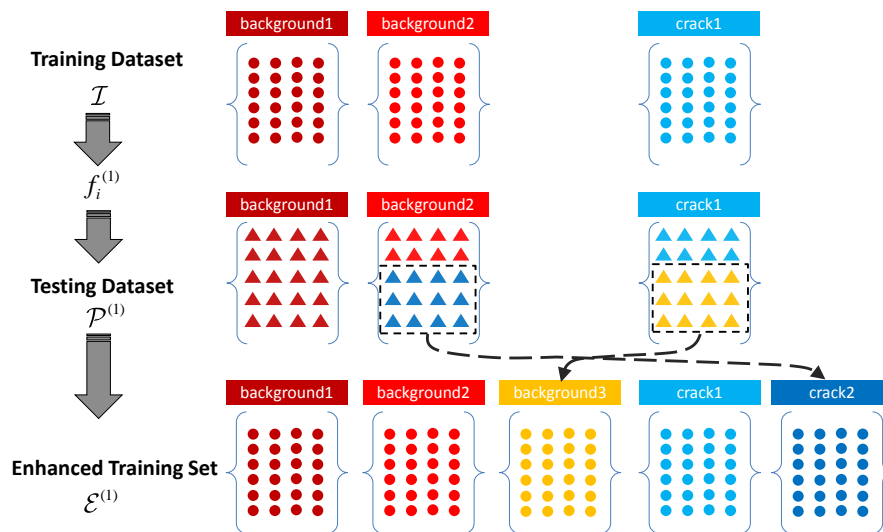 background1 background2 crack1
Training Dataset
ℐ
f_i^(1)
background1 background2 crack1
Testing Dataset
𝒫^(1)
background1 background2 background3 crack1 crack2
Enhanced Training Set
ℰ^(1)